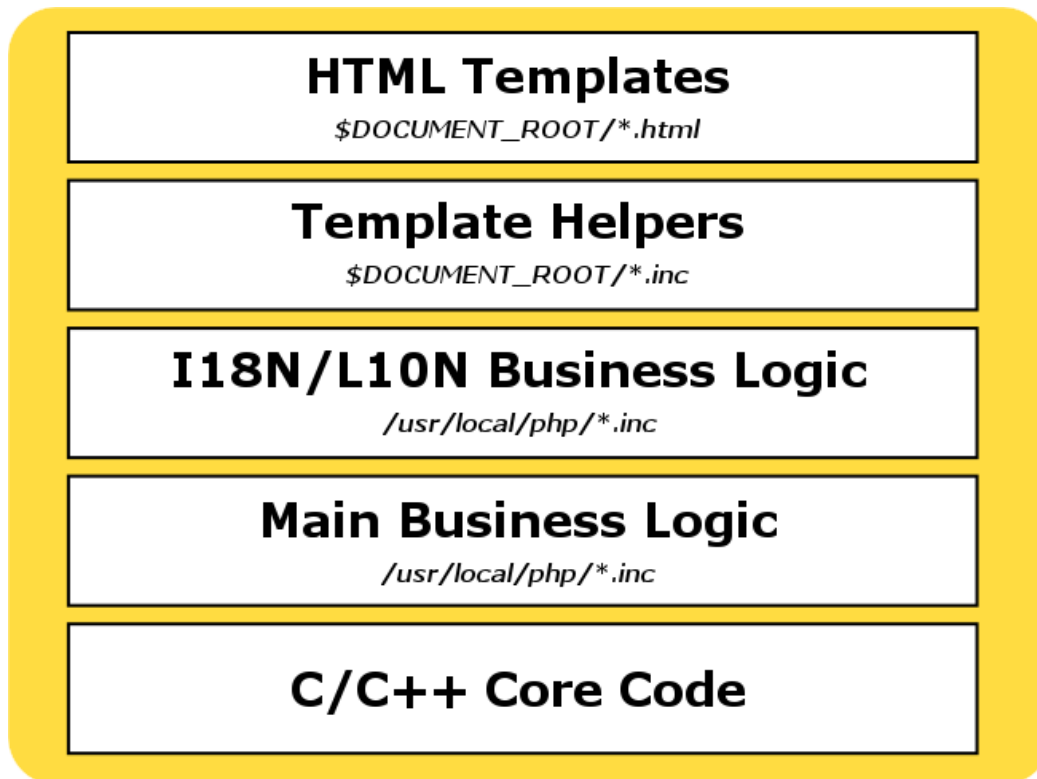 HTML Templates
$DOCUMENT_ROOT/*.html
Template Helpers
$DOCUMENT_ROOT/*.inc
I18N/L10N Business Logic
/usr/local/php/*.inc
Main Business Logic
/usr/local/php/*.inc
C/C++ Core Code